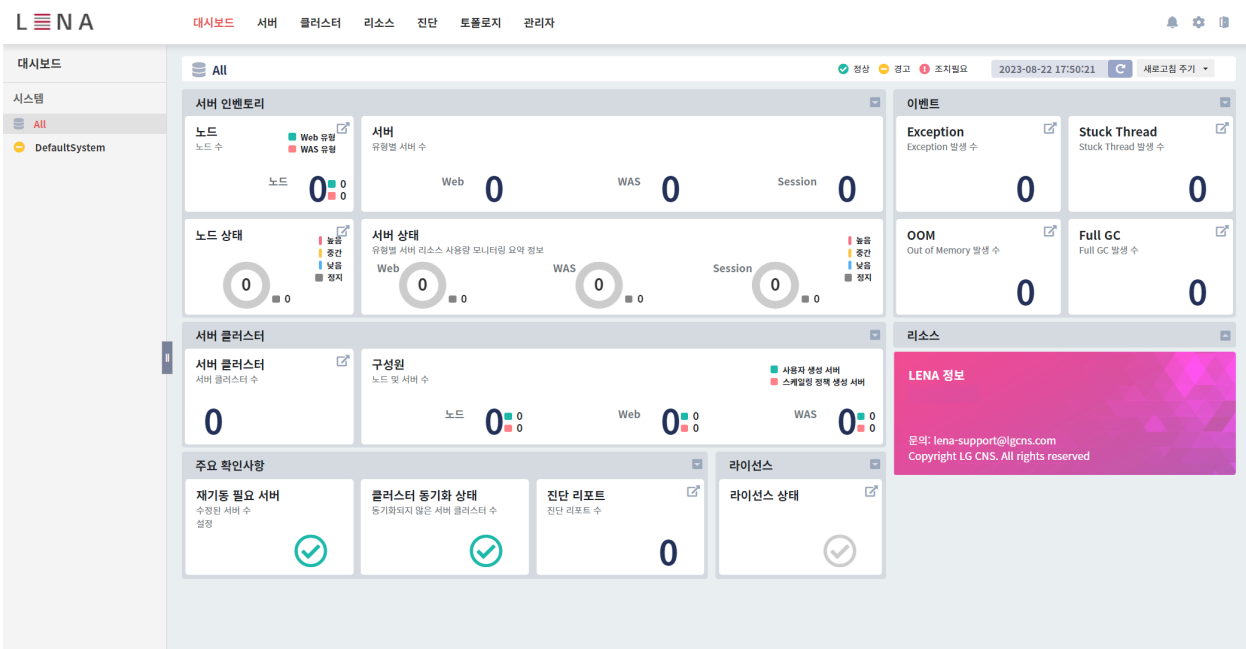 LENA
대시보드 서버 클러스터 리소스 진단 토폴로지 관리자
대시보드
시스템
All
DefaultSystem
All
정상 경고 조치필요 2023-08-22 17:50:21 새로고침 주기
서버 인벤토리
노드
노드 수
Web 유형
WAS 유형
노드 0 0
0
서버
유형별 서버 수
Web 0 WAS 0 Session 0
노드 상태
높음
중간
낮음
정지
0 0
서버 상태
유형별 서버 리소스 사용량 모니터링 요약 정보
높음
중간
낮음
정지
Web 0 0 WAS 0 0 Session 0 0
서버 클러스터
서버 클러스터
서버 클러스터 수
0
구성원
노드 및 서버 수
사용자 생성 서버
스케일링 정책 생성 서버
노드 0 0 0 Web 0 0 0 WAS 0 0 0
주요 확인사항
재기동 필요 서버
수정된 서버 수
설정
클러스터 동기화 상태
동기화되지 않은 서버 클러스터 수
진단 리포트
진단 리포트 수
0
라이선스
라이선스 상태
이벤트
Exception
Exception 발생 수
0
Stuck Thread
Stuck Thread 발생 수
0
OOM
Out of Memory 발생 수
0
Full GC
Full GC 발생 수
0
리소스
LENA 정보
문의: lena-support@lgcns.com
Copyright LG CNS. All rights reserved